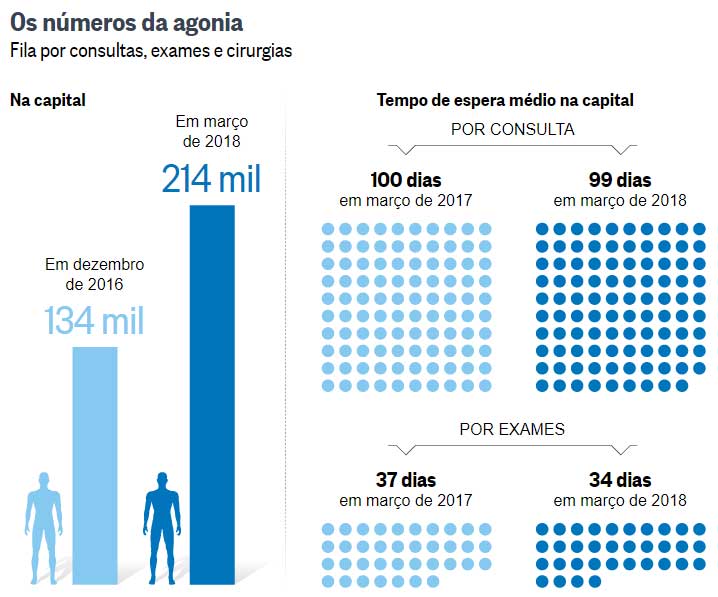 Os números da agonia
Fila por consultas, exames e cirurgias
Na capital
Em março
de 2018
214 mil
Em dezembro
de 2016
134 mil
Tempo de espera médio na capital
POR CONSULTA
100 dias
em março de 2017
99 dias
em março de 2018
POR EXAMES
37 dias
em março de 2017
34 dias
em março de 2018